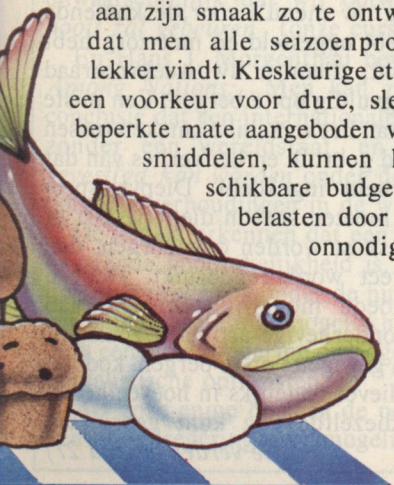 aan zijn smaak zo te ontw
dat men alle seizoenpro
lekker vindt. Kieskeurige et
een voorkeur voor dure, sle
beperkte mate aangeboden v
smiddelen, kunnen h
schikbare budge
belasten door
onnodig